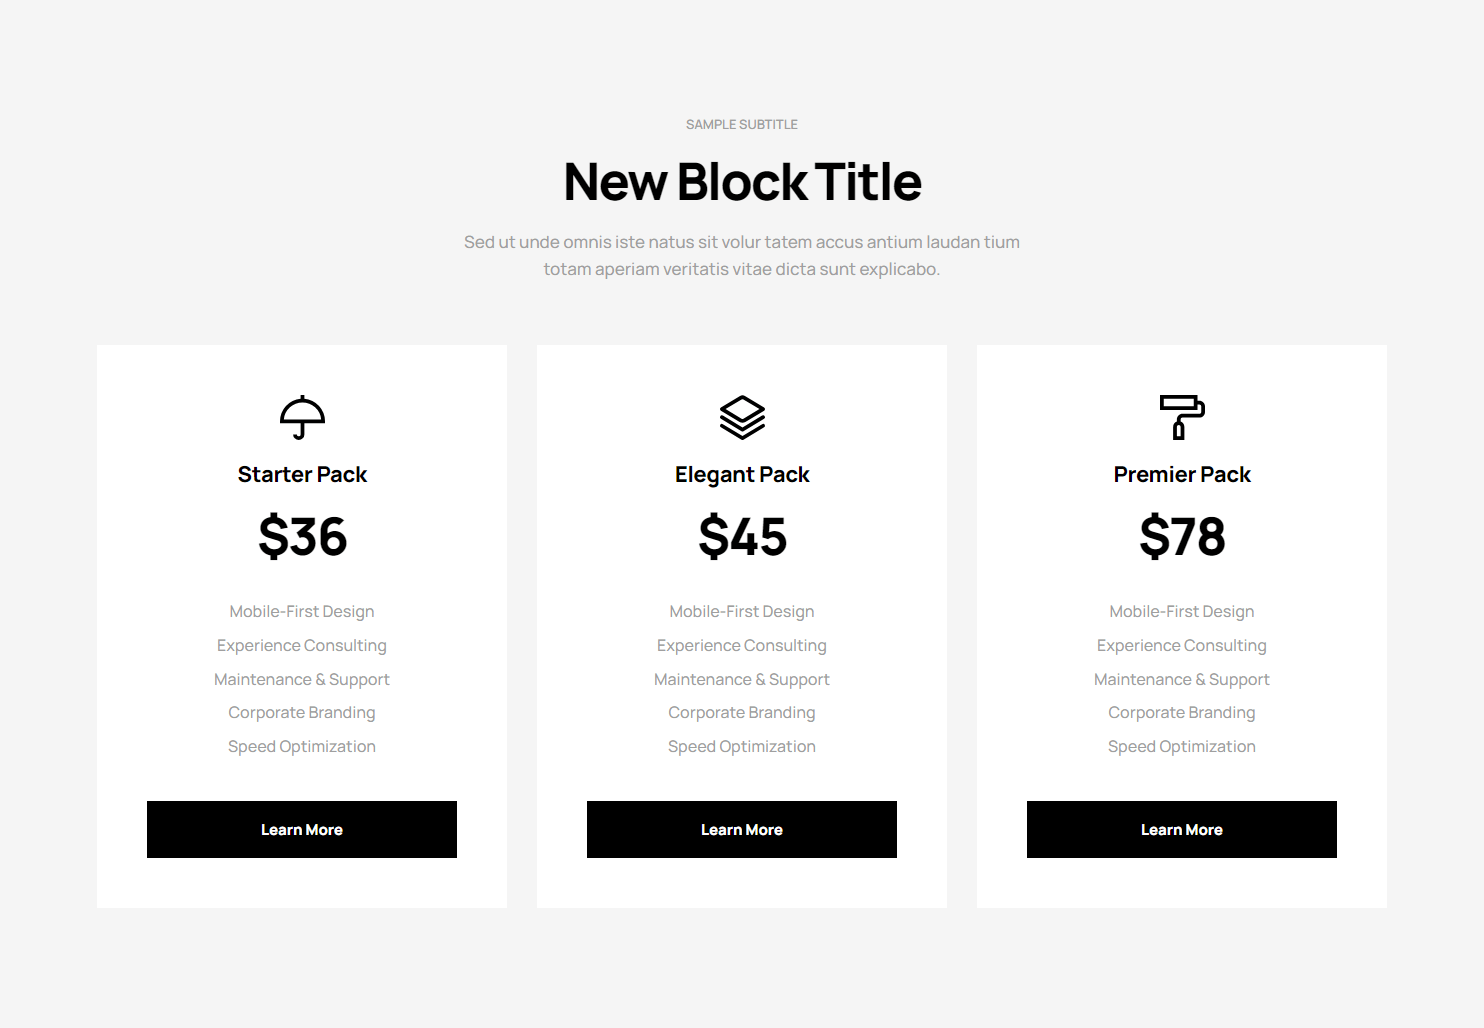 SAMPLE SUBTITLE
New Block Title
Sed ut unde omnis iste natus sit volur tatem accus antium laudan tium
totam aperiam veritatis vitae dicta sunt explicabo.
Starter Pack
$36
Mobile-First Design
Experience Consulting
Maintenance & Support
Corporate Branding
Speed Optimization
Learn More
Elegant Pack
$45
Mobile-First Design
Experience Consulting
Maintenance & Support
Corporate Branding
Speed Optimization
Learn More
Premier Pack
$78
Mobile-First Design
Experience Consulting
Maintenance & Support
Corporate Branding
Speed Optimization
Learn More